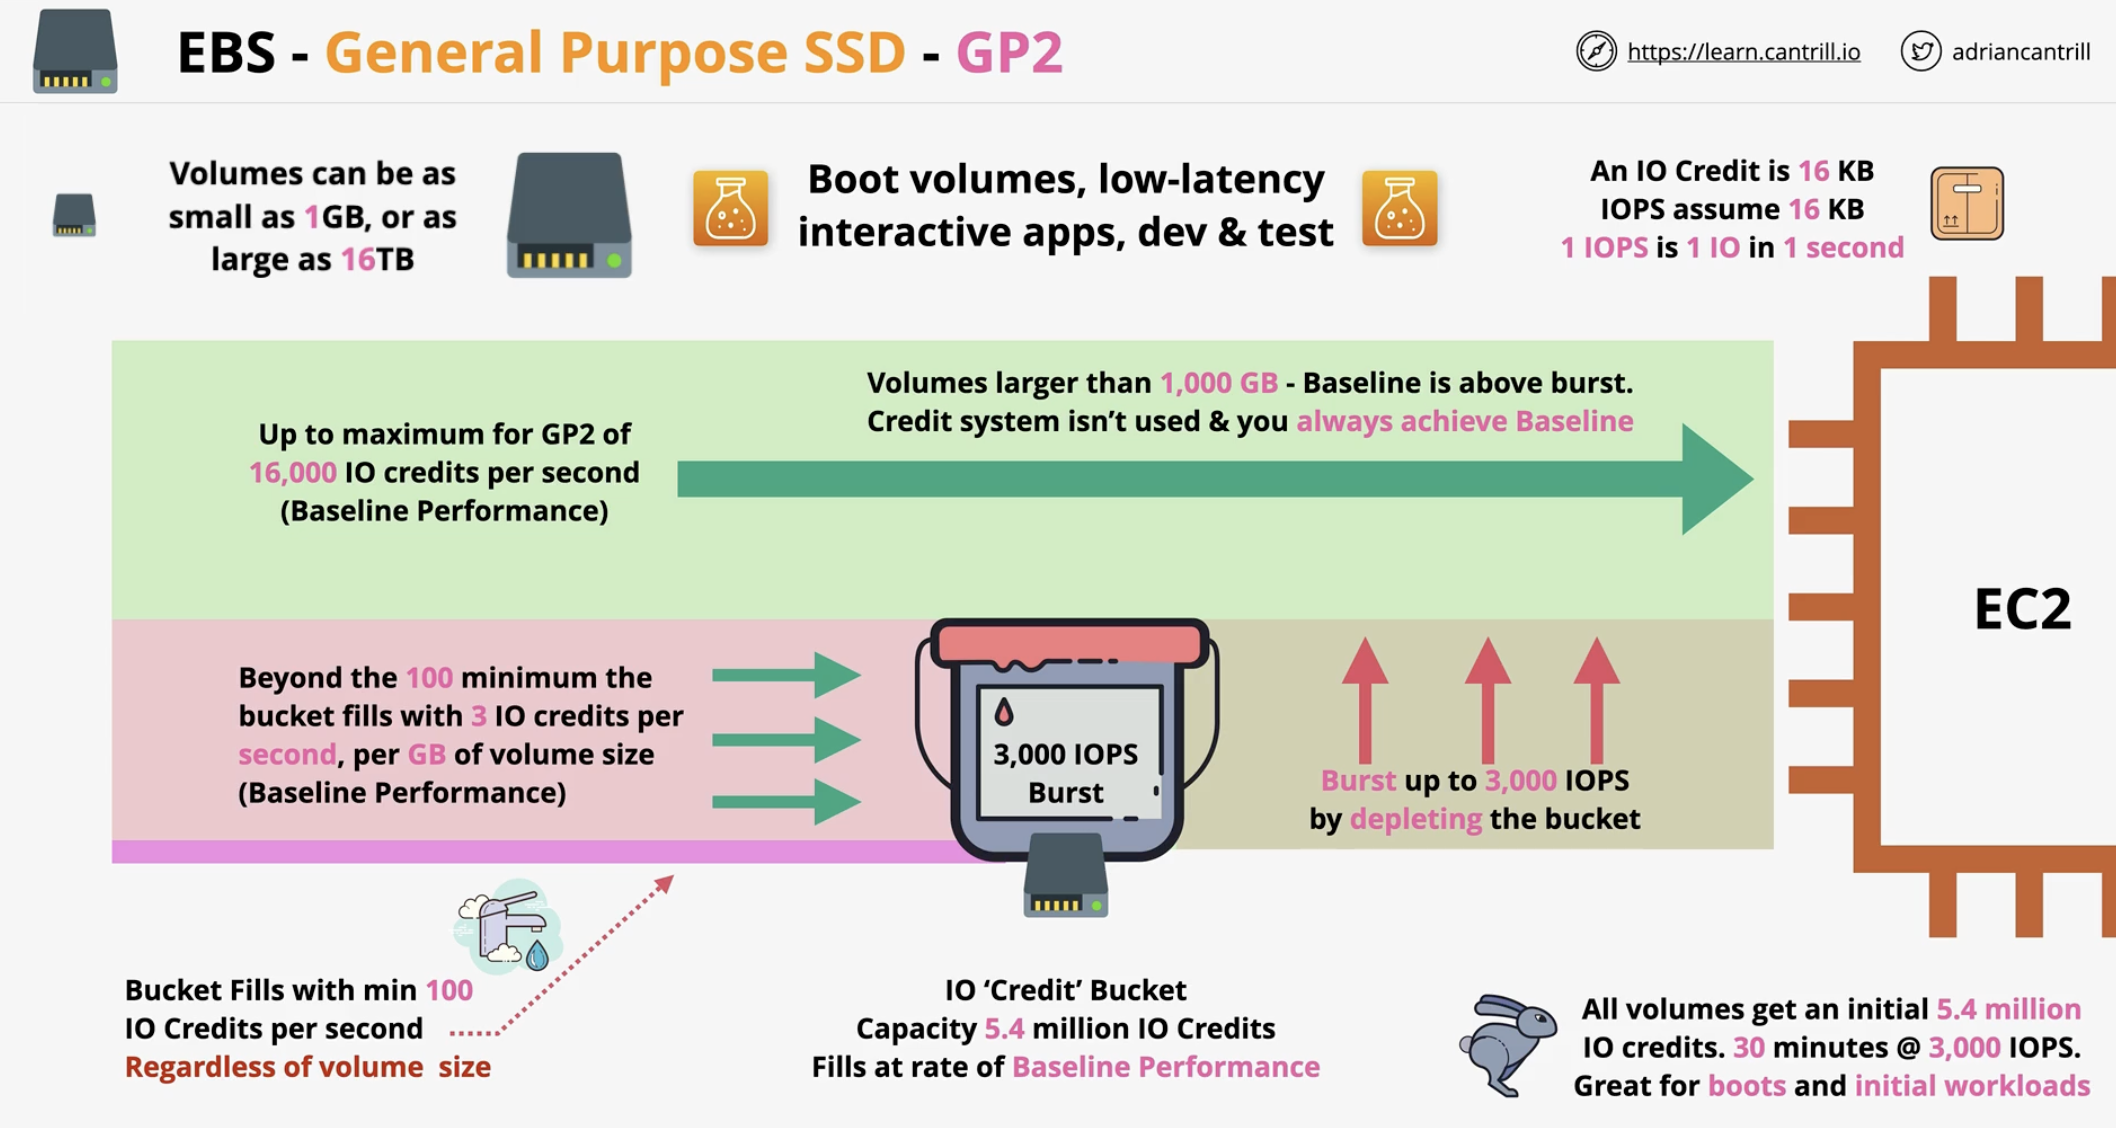 EBS - General Purpose SSD - GP2
https://learn.cantrill.io
adriancantrill
Volumes can be as
small as 1GB, or as
large as 16TB
Boot volumes, low-latency
interactive apps, dev & test
An IO Credit is 16 KB
IOPS assume 16 KB
1 IOPS is 1 IO in 1 second
Volumes larger than 1,000 GB - Baseline is above burst.
Credit system isn’t used & you always achieve Baseline
Up to maximum for GP2 of
16,000 IO credits per second
(Baseline Performance)
EC2
Beyond the 100 minimum the
bucket fills with 3 IO credits per
second, per GB of volume size
(Baseline Performance)
3,000 IOPS
Burst
Burst up to 3,000 IOPS
by depleting the bucket
Bucket Fills with min 100
IO Credits per second
Regardless of volume size
IO ‘Credit’ Bucket
Capacity 5.4 million IO Credits
Fills at rate of Baseline Performance
All volumes get an initial 5.4 million
IO credits. 30 minutes @ 3,000 IOPS.
Great for boots and initial workloads